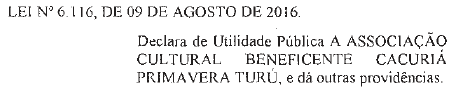 LEI Nº 6.116, DE 09 DE AGOSTO DE 2016.
Declara de Utilidade Pública A ASSOCIAÇÃO
CULTURAL BENEFICENTE CACURIÁ
PRIMAVERA TURÚ, e dá outras providências.